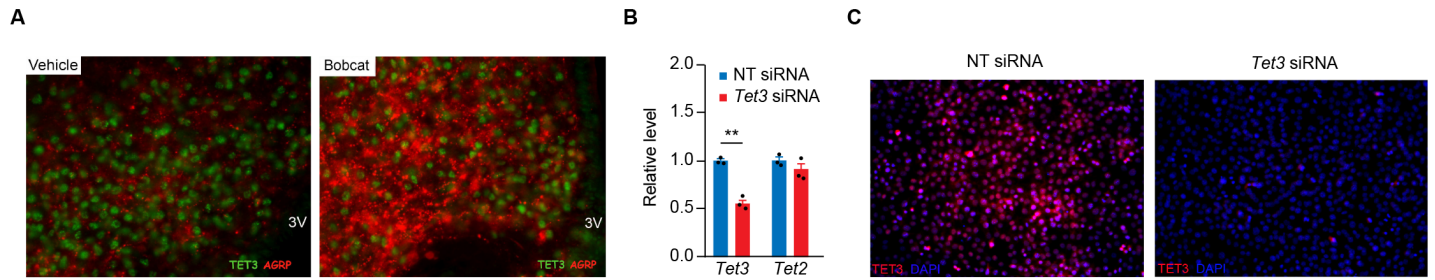 A
B
C
Vehicle
Bobcat
3V
3V
TET3 AGRP
TET3 AGRP
Relative level
2.0
1.5
1.0
0.5
0.0
NT siRNA
Tet3 siRNA
**
Tet3
Tet2
NT siRNA
Tet3 siRNA
TET3 DAPI
TET3 DAPI